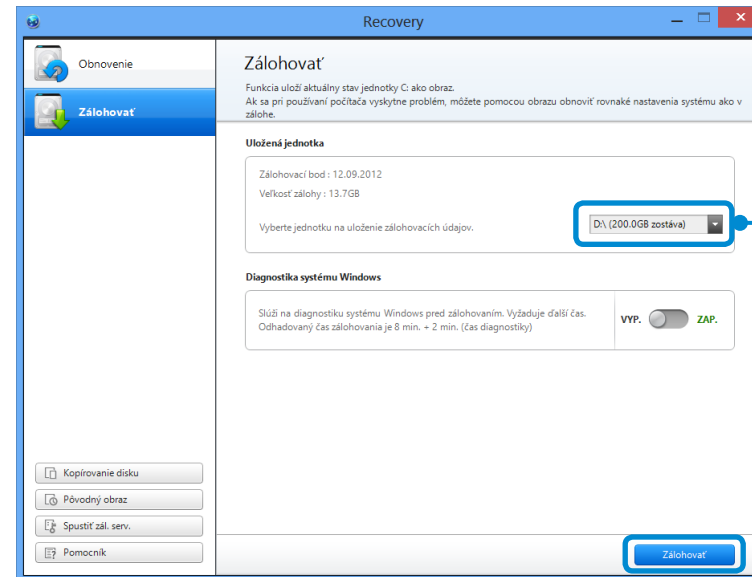 Recovery
Obnovenie
Zálohovať
Zálohovať
Funkcia uloží aktuálny stav jednotky C: ako obraz.
Ak sa pri používaní počítača vyskytne problém, môžete pomocou obrazu obnoviť rovnaké nastavenia systému ako v
zálohe.
Uložená jednotka
Zálohovací bod : 12.09.2012
Veľkosť zálohy : 13.7GB
Vyberte jednotku na uloženie zálohovacích údajov.
D:\ (200.0GB zostáva)
Diagnostika systému Windows
Slúži na diagnostiku systému Windows pred zálohovaním. Vyžaduje ďalší čas.
Odhadovaný čas zálohovania je 8 min. + 2 min. (čas diagnostiky)
VYP.
ZAP.
Kopírovanie disku
Pôvodný obraz
Spustiť zál. serv.
Pomocník
Zálohovať